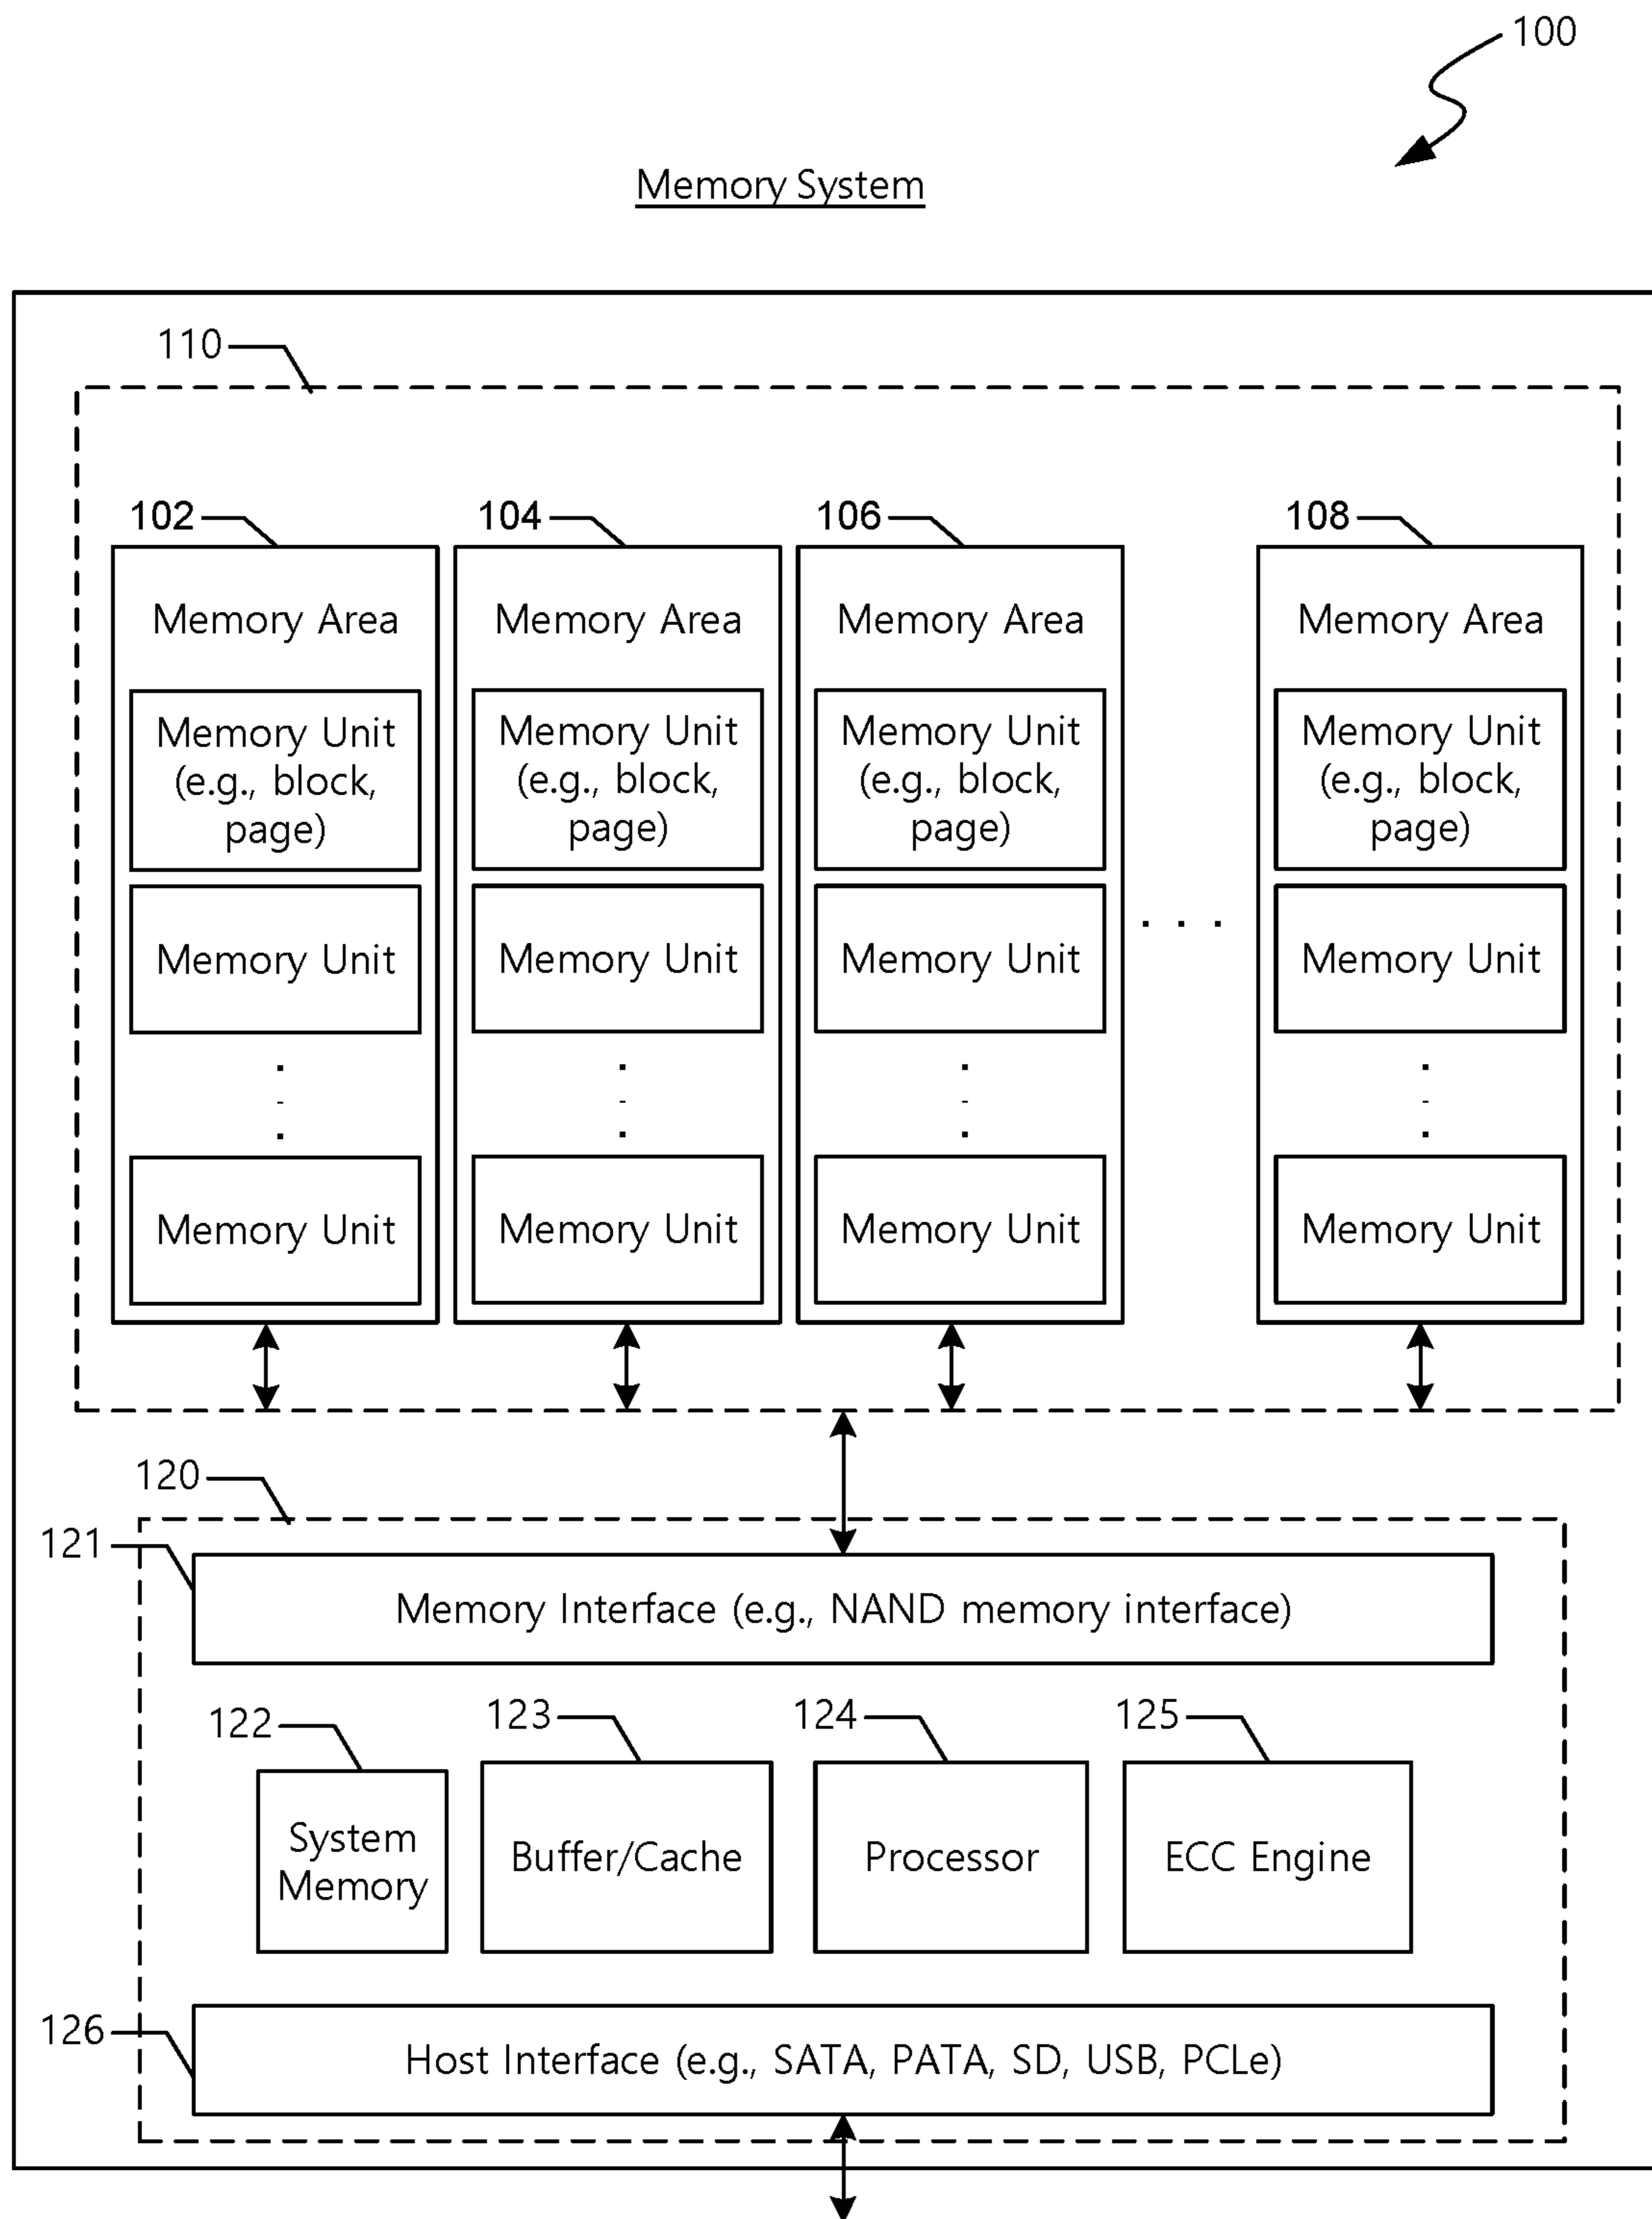 100
Memory System
110
102
104
106
108
Memory Area
Memory Area
Memory Area
Memory Area
Memory Unit
(e.g., block,
page)
Memory Unit
(e.g., block,
page)
Memory Unit
(e.g., block,
page)
Memory Unit
(e.g., block,
page)
Memory Unit
Memory Unit
Memory Unit
. . .
Memory Unit
Memory Unit
Memory Unit
Memory Unit
Memory Unit
120
121
Memory Interface (e.g., NAND memory interface)
122
123
124
125
System
Memory
Buffer/Cache
Processor
ECC Engine
126
Host Interface (e.g., SATA, PATA, SD, USB, PCLe)